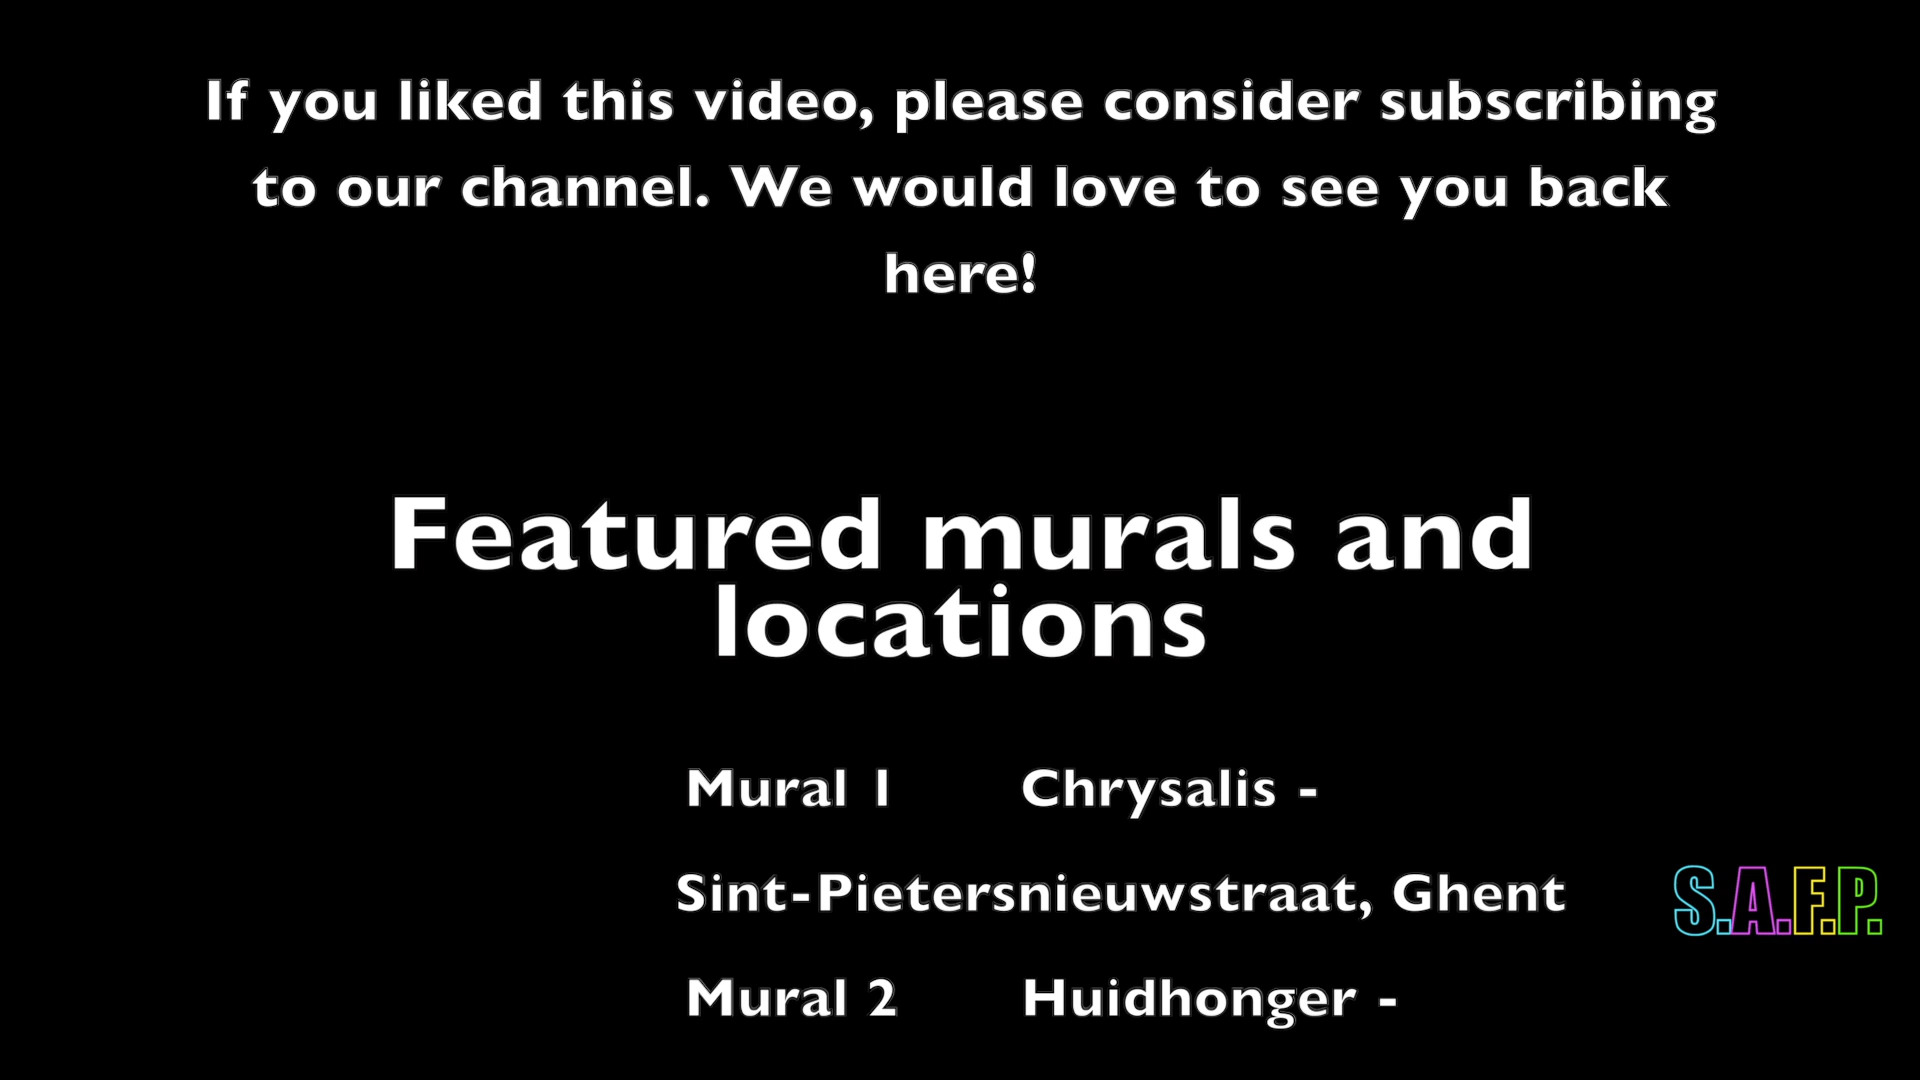 If you liked this video, please consider subscribing
to our channel. We would love to see you back
here!
Featured murals and
locations
Mural 1 Chrysalis -
Sint-Pietersnieuwstraat, Ghent
S.A.F.P.
Mural 2 Huidhonger -